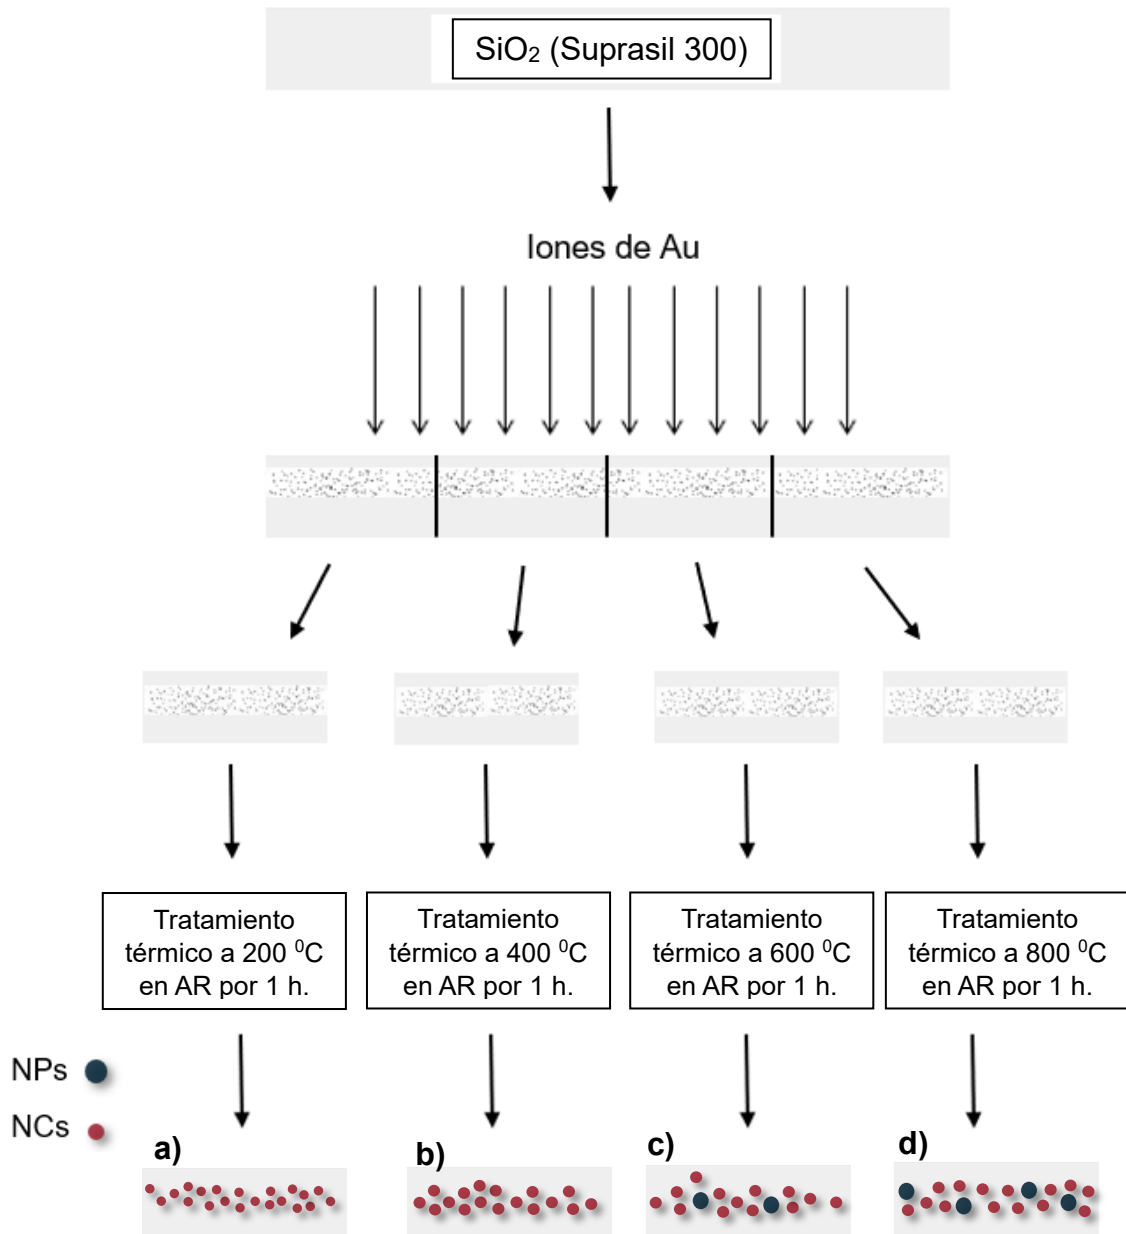 SiO₂ (Suprasil 300)
Iones de Au
Tratamiento
térmico a 200 ⁰C
en AR por 1 h.
Tratamiento
térmico a 400 ⁰C
en AR por 1 h.
Tratamiento
térmico a 600 ⁰C
en AR por 1 h.
Tratamiento
térmico a 800 ⁰C
en AR por 1 h.
NPs
NCs
a)
b)
c)
d)